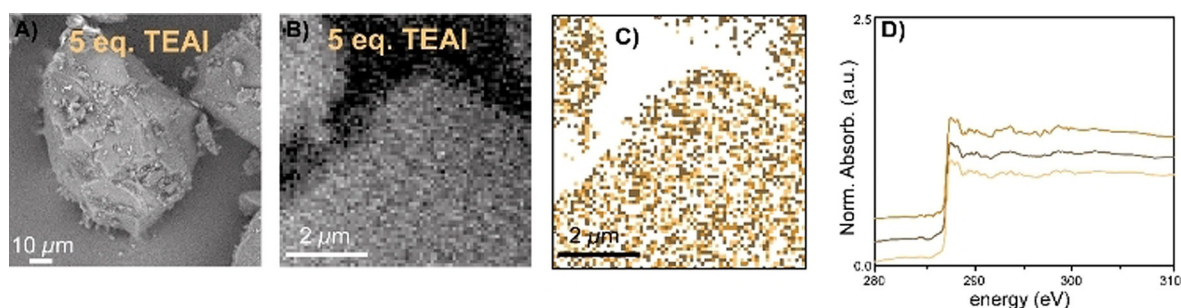 A)
5 eq. TEAl
10 µm
B)
5 eq. TEAl
2 µm
C)
2 µm
D)
Norm. Absorb. (a.u.)
2.5
0.0
280 290 300 310
energy (eV)